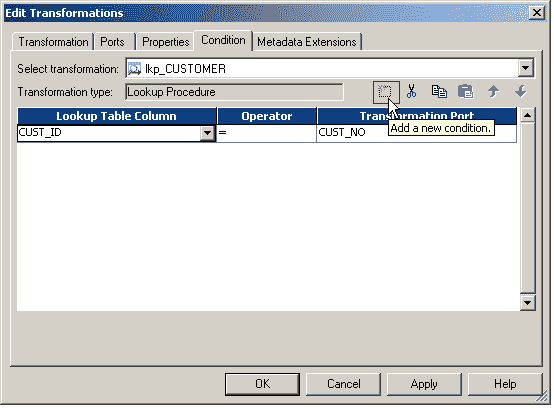 Edit Transformations
Transformation Ports Properties Condition Metadata Extensions
Select transformation: lkp_CUSTOMER
Transformation type: Lookup Procedure
Lookup Table Column Operator Transformation Port
CUST_ID = CUST_NO
Add a new condition.
OK Cancel Apply Help